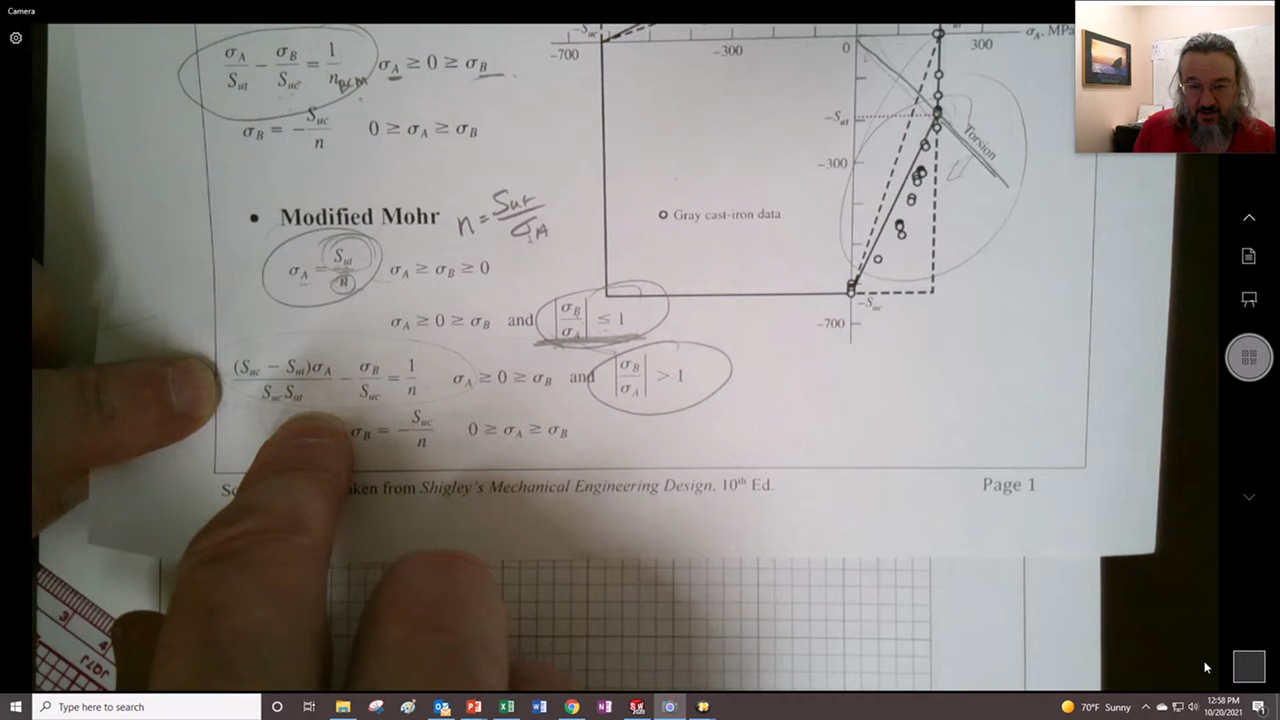 Camera
σA/Sut − σB/Suc = 1/nBCM σA ≥ 0 ≥ σB
σB = −Suc/n 0 ≥ σA ≥ σB
• Modified Mohr n = Sut/σA
σA = Sut/n σA ≥ σB ≥ 0
σA ≥ 0 ≥ σB and |σB/σA| ≤ 1
(Suc − Sut)σA/SucSut − σB/Suc = 1/n σA ≥ 0 ≥ σB and |σB/σA| > 1
σB = −Suc/n 0 ≥ σA ≥ σB
taken from Shigley's Mechanical Engineering Design, 10th Ed. Page 1
−Suc
−700
−300
0
300
σA, MPa
−Sut
Torsion
−300
Gray cast-iron data
−Suc
−700
3
4
Type here to search
70°F Sunny
12:58 PM
10/20/2021